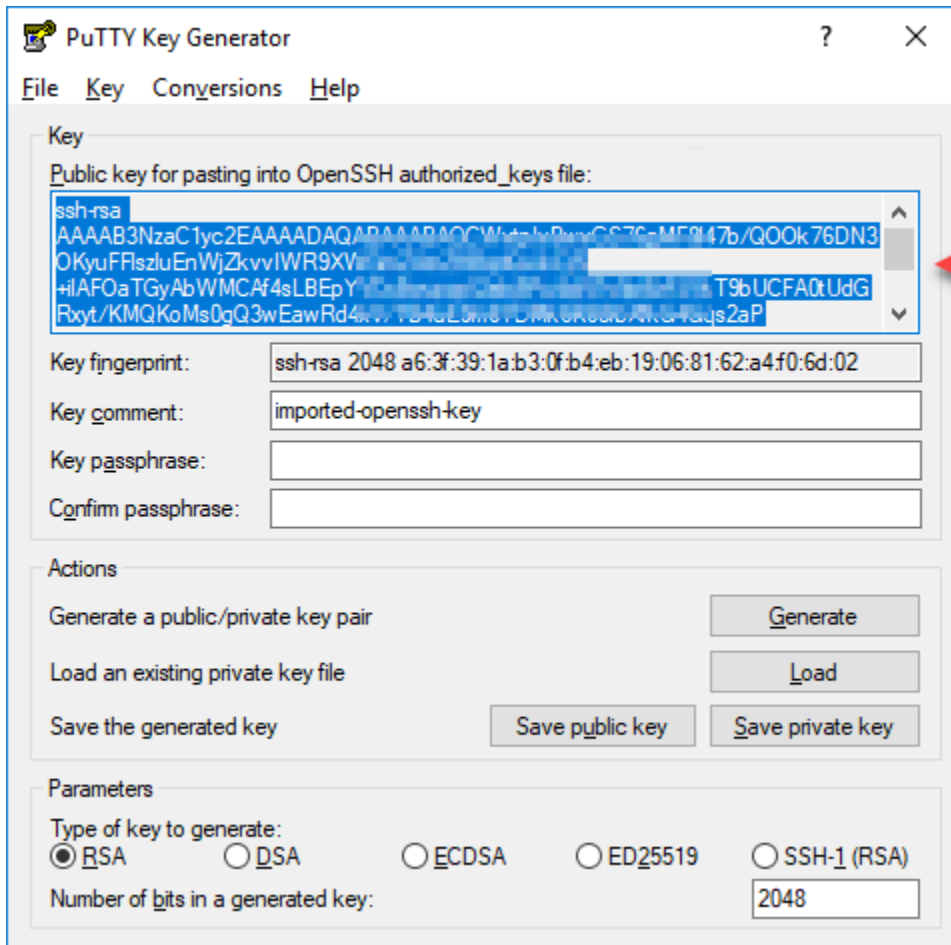 PuTTY Key Generator
?
File Key Conversions Help
Key
Public key for pasting into OpenSSH authorized_keys file:
ssh-rsa
AAAAB3NzaC1yc2EAAAADAQAB 47b/QOOk76DN3
OKyuFFIszluEnWjZkvvIWR9XW
+ilAFOaTGyAbWMCAf4sLBEpY T9bUCFA0tUdG
Rxyt/KMQKoMs0gQ3wEawRd4 qs2aP
Key fingerprint: ssh-rsa 2048 a6:3f:39:1a:b3:0f:b4:eb:19:06:81:62:a4:f0:6d:02
Key comment: imported-openssh-key
Key passphrase:
Confirm passphrase:
Actions
Generate a public/private key pair Generate
Load an existing private key file Load
Save the generated key Save public key Save private key
Parameters
Type of key to generate:
RSA DSA ECDSA ED25519 SSH-1 (RSA)
Number of bits in a generated key: 2048